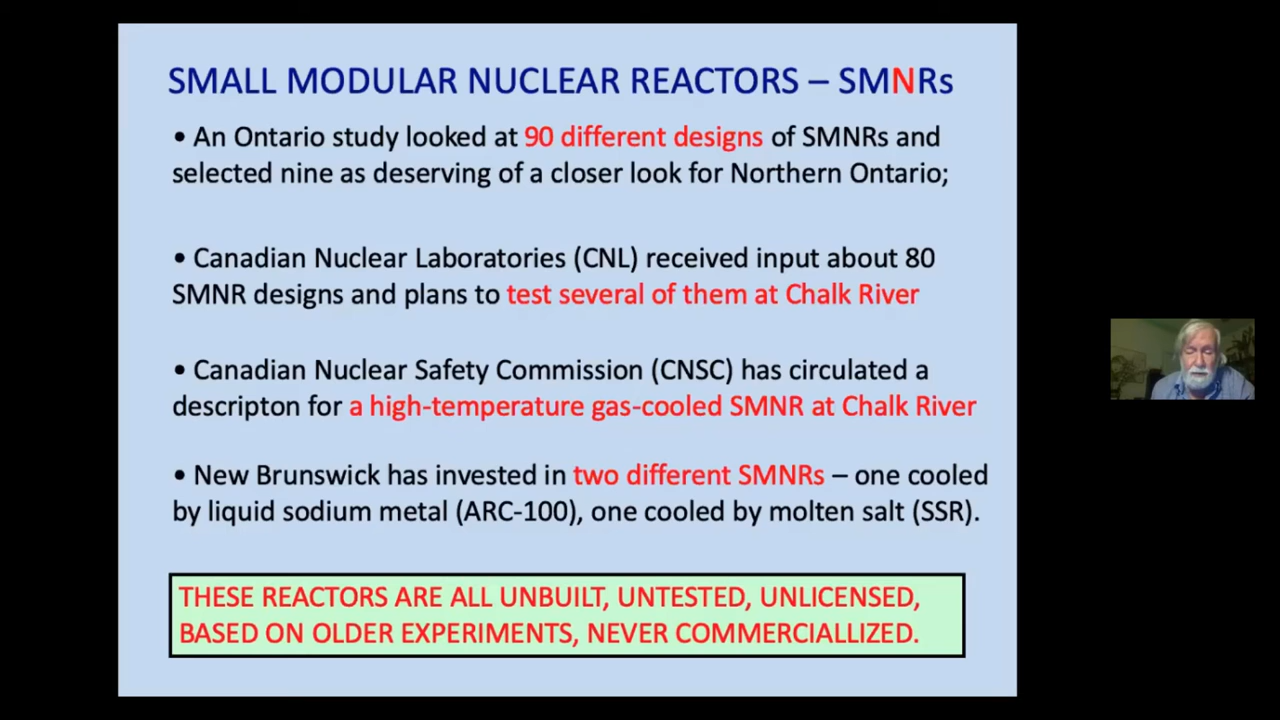 SMALL MODULAR NUCLEAR REACTORS – SMNRs
• An Ontario study looked at 90 different designs of SMNRs and
selected nine as deserving of a closer look for Northern Ontario;
• Canadian Nuclear Laboratories (CNL) received input about 80
SMNR designs and plans to test several of them at Chalk River
• Canadian Nuclear Safety Commission (CNSC) has circulated a
descripton for a high-temperature gas-cooled SMNR at Chalk River
• New Brunswick has invested in two different SMNRs – one cooled
by liquid sodium metal (ARC-100), one cooled by molten salt (SSR).
THESE REACTORS ARE ALL UNBUILT, UNTESTED, UNLICENSED,
BASED ON OLDER EXPERIMENTS, NEVER COMMERCIALLIZED.